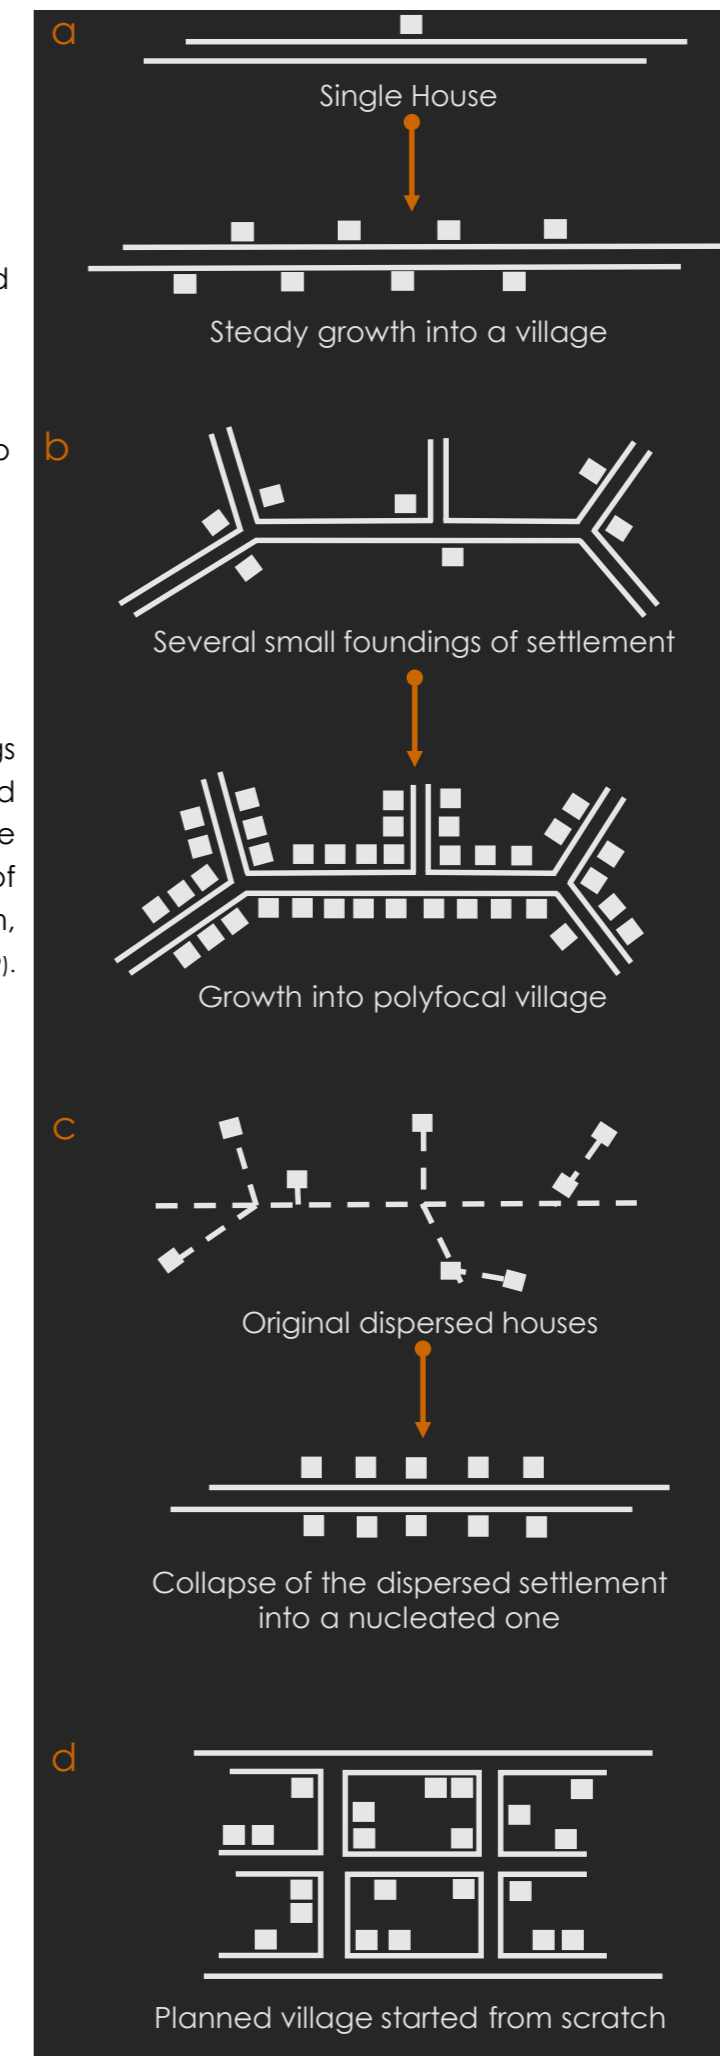 a
Single House
Steady growth into a village
b
Several small foundings of settlement
Growth into polyfocal village
c
Original dispersed houses
Collapse of the dispersed settlement
into a nucleated one
d
Planned village started from scratch
of